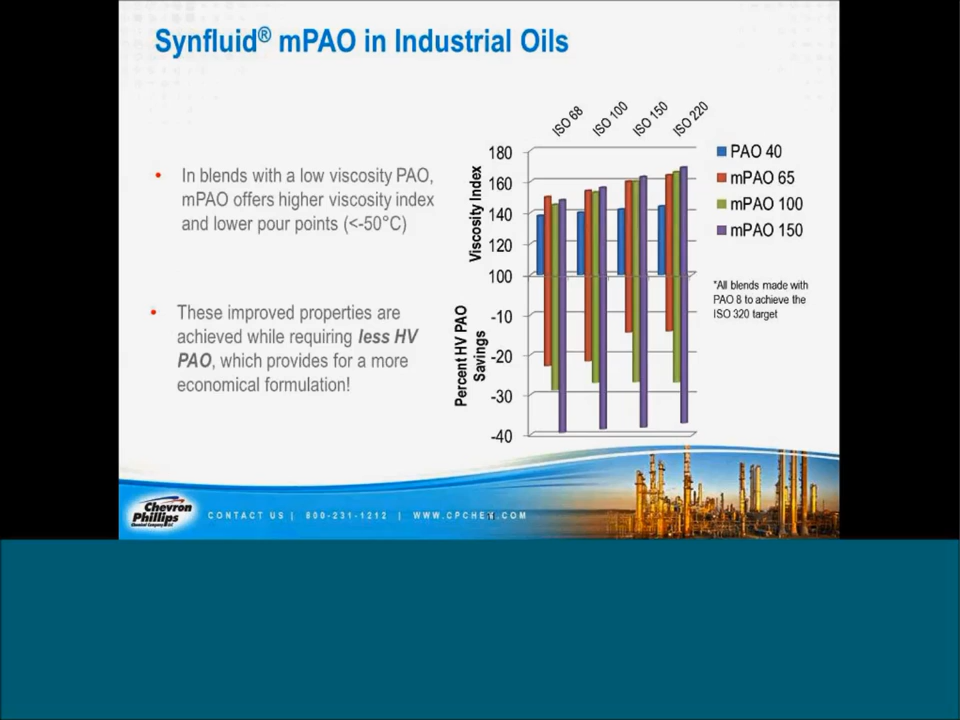 Synfluid® mPAO in Industrial Oils
• In blends with a low viscosity PAO,
mPAO offers higher viscosity index
and lower pour points (<-50°C)
• These improved properties are
achieved while requiring less HV
PAO, which provides for a more
economical formulation!
ISO 68
ISO 100
ISO 150
ISO 220
Viscosity Index
180
160
140
120
100
Percent HV PAO
Savings
-10
-20
-30
-40
PAO 40
mPAO 65
mPAO 100
mPAO 150
*All blends made with
PAO 8 to achieve the
ISO 320 target
Chevron
Phillips
Chemical Company
CONTACT US | 800-231-1212 | WWW.CPCHEM.COM